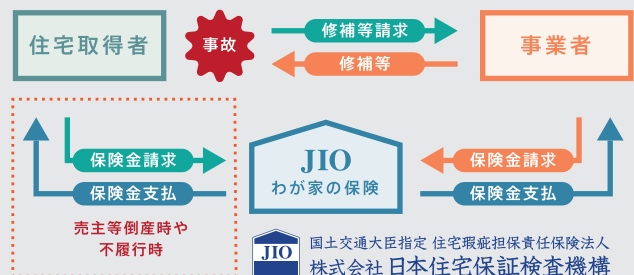 住宅取得者
事故
修補等請求
修補等
事業者
保険金請求
保険金支払
売主等倒産時や
不履行時
JIO
わが家の保険
保険金請求
保険金支払
JIO
国土交通大臣指定 住宅瑕疵担保責任保険法人
株式会社 日本住宅保証検査機構